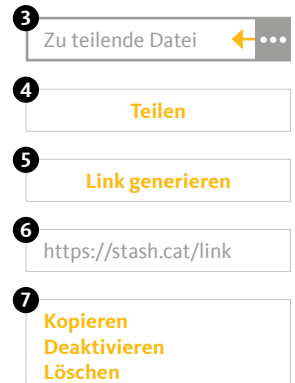 3
Zu teilende Datei
4
Teilen
5
Link generieren
6
https://stash.cat/link
7
Kopieren
Deaktivieren
Löschen